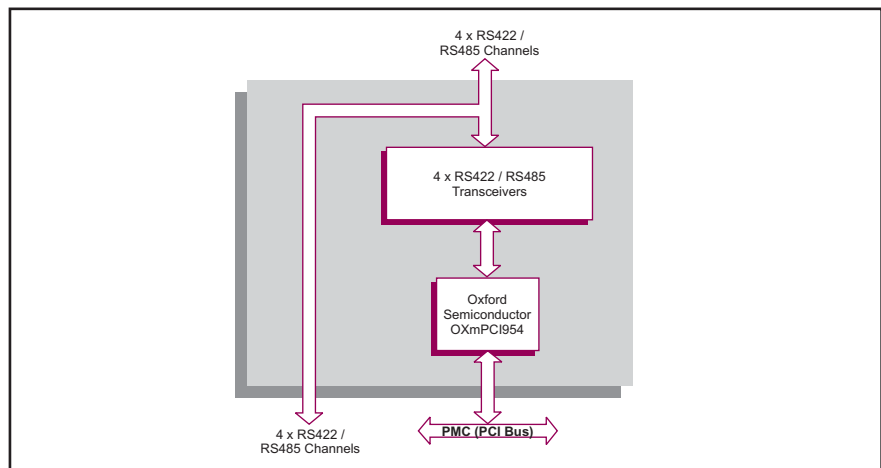 4 x RS422 /
RS485 Channels
4 x RS422 / RS485
Transceivers
Oxford
Semiconductor
OXmPCI954
4 x RS422 /
RS485 Channels
PMC (PCI Bus)